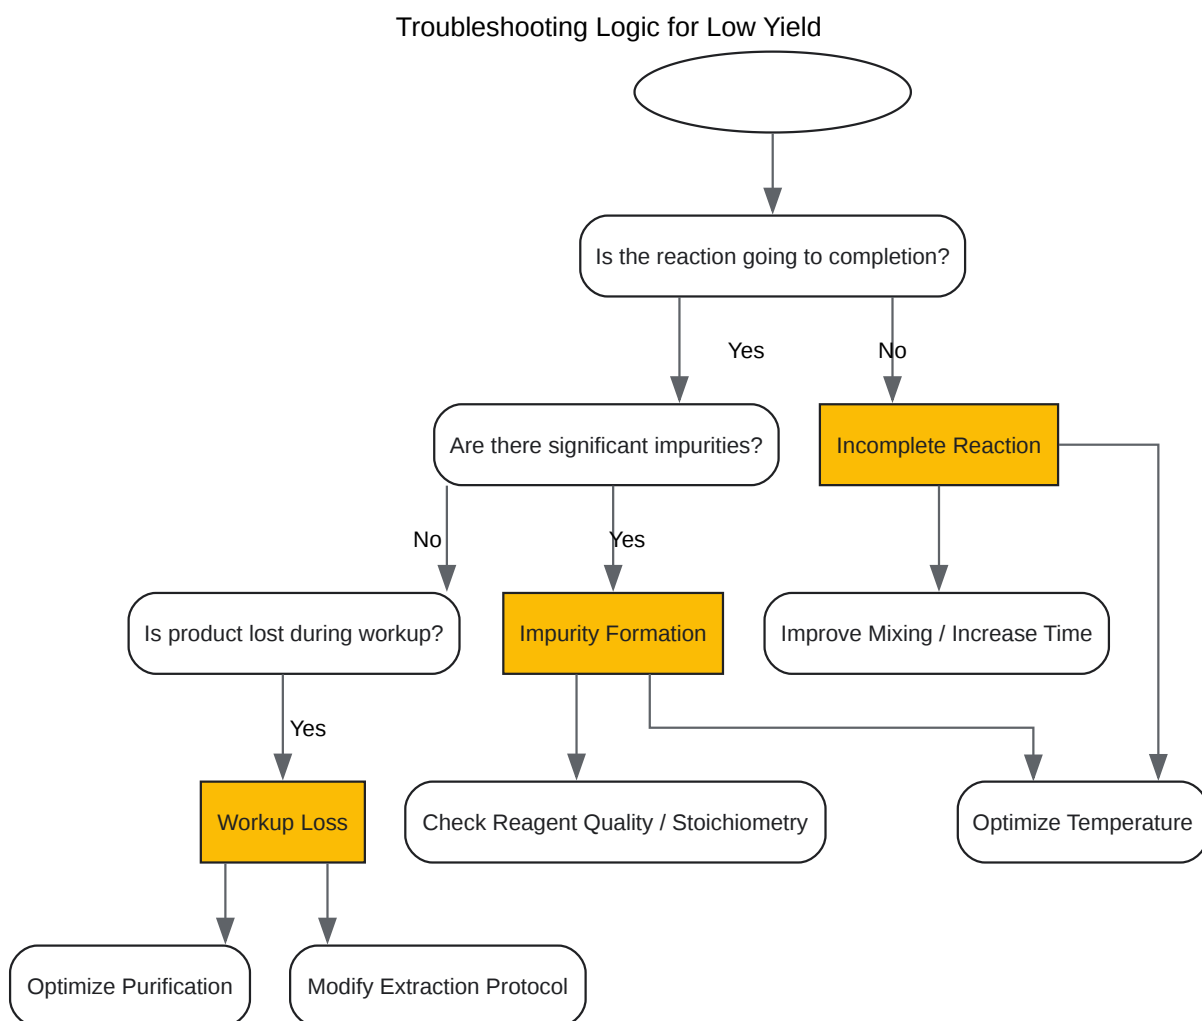 Troubleshooting Logic for Low Yield
Is the reaction going to completion?
Yes
No
Are there significant impurities?
Incomplete Reaction
No
Yes
Is product lost during workup?
Impurity Formation
Improve Mixing / Increase Time
Yes
Workup Loss
Check Reagent Quality / Stoichiometry
Optimize Temperature
Optimize Purification
Modify Extraction Protocol